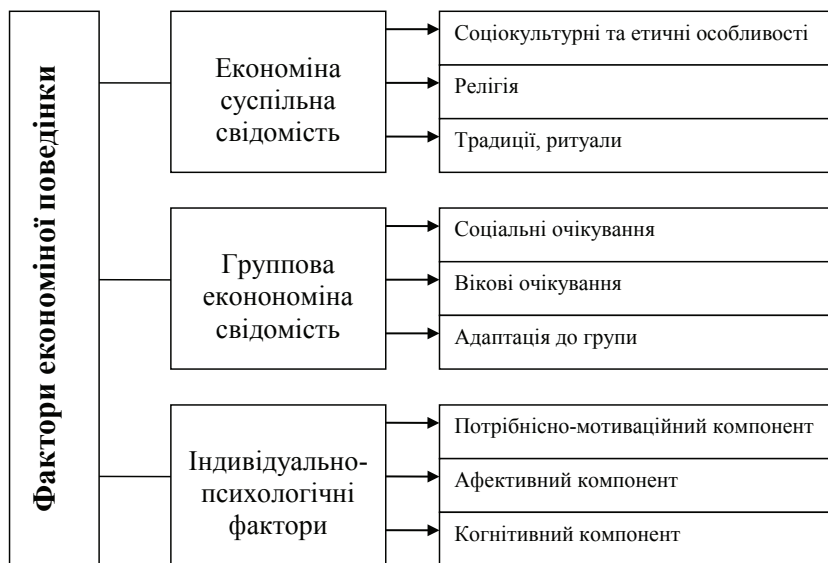 Фактори економіної поведінки
Економіна
суспільна
свідомість
Соціокультурні та етичні особливості
Релігія
Традиції, ритуали
Группова
еконономіна
свідомість
Соціальні очікування
Вікові очікування
Адаптація до групи
Індивідуально-
психологічні
фактори
Потрібнісно-мотиваційний компонент
Афективний компонент
Когнітивний компонент